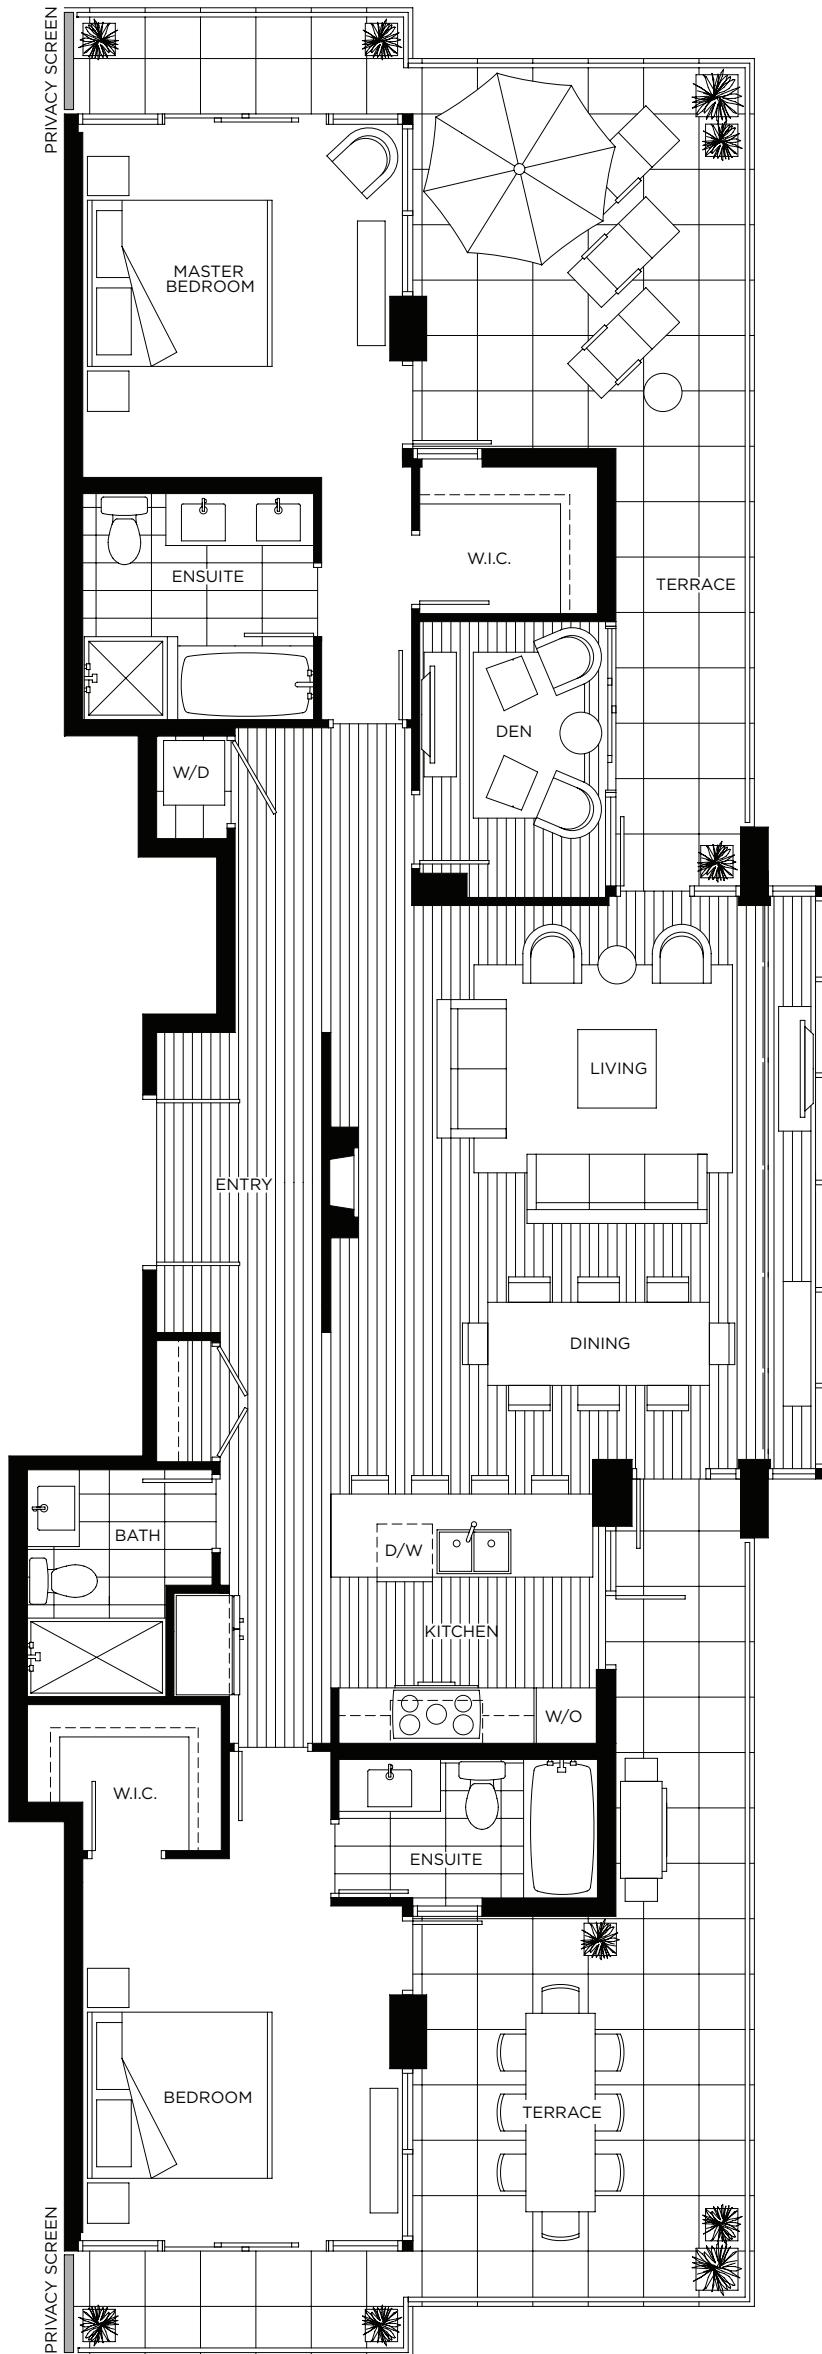 PRIVACY SCREEN
MASTER
BEDROOM
ENSUITE
W.I.C.
TERRACE
DEN
W/D
LIVING
ENTRY
DINING
BATH
D/W
KITCHEN
W/O
W.I.C.
ENSUITE
BEDROOM
TERRACE
PRIVACY SCREEN